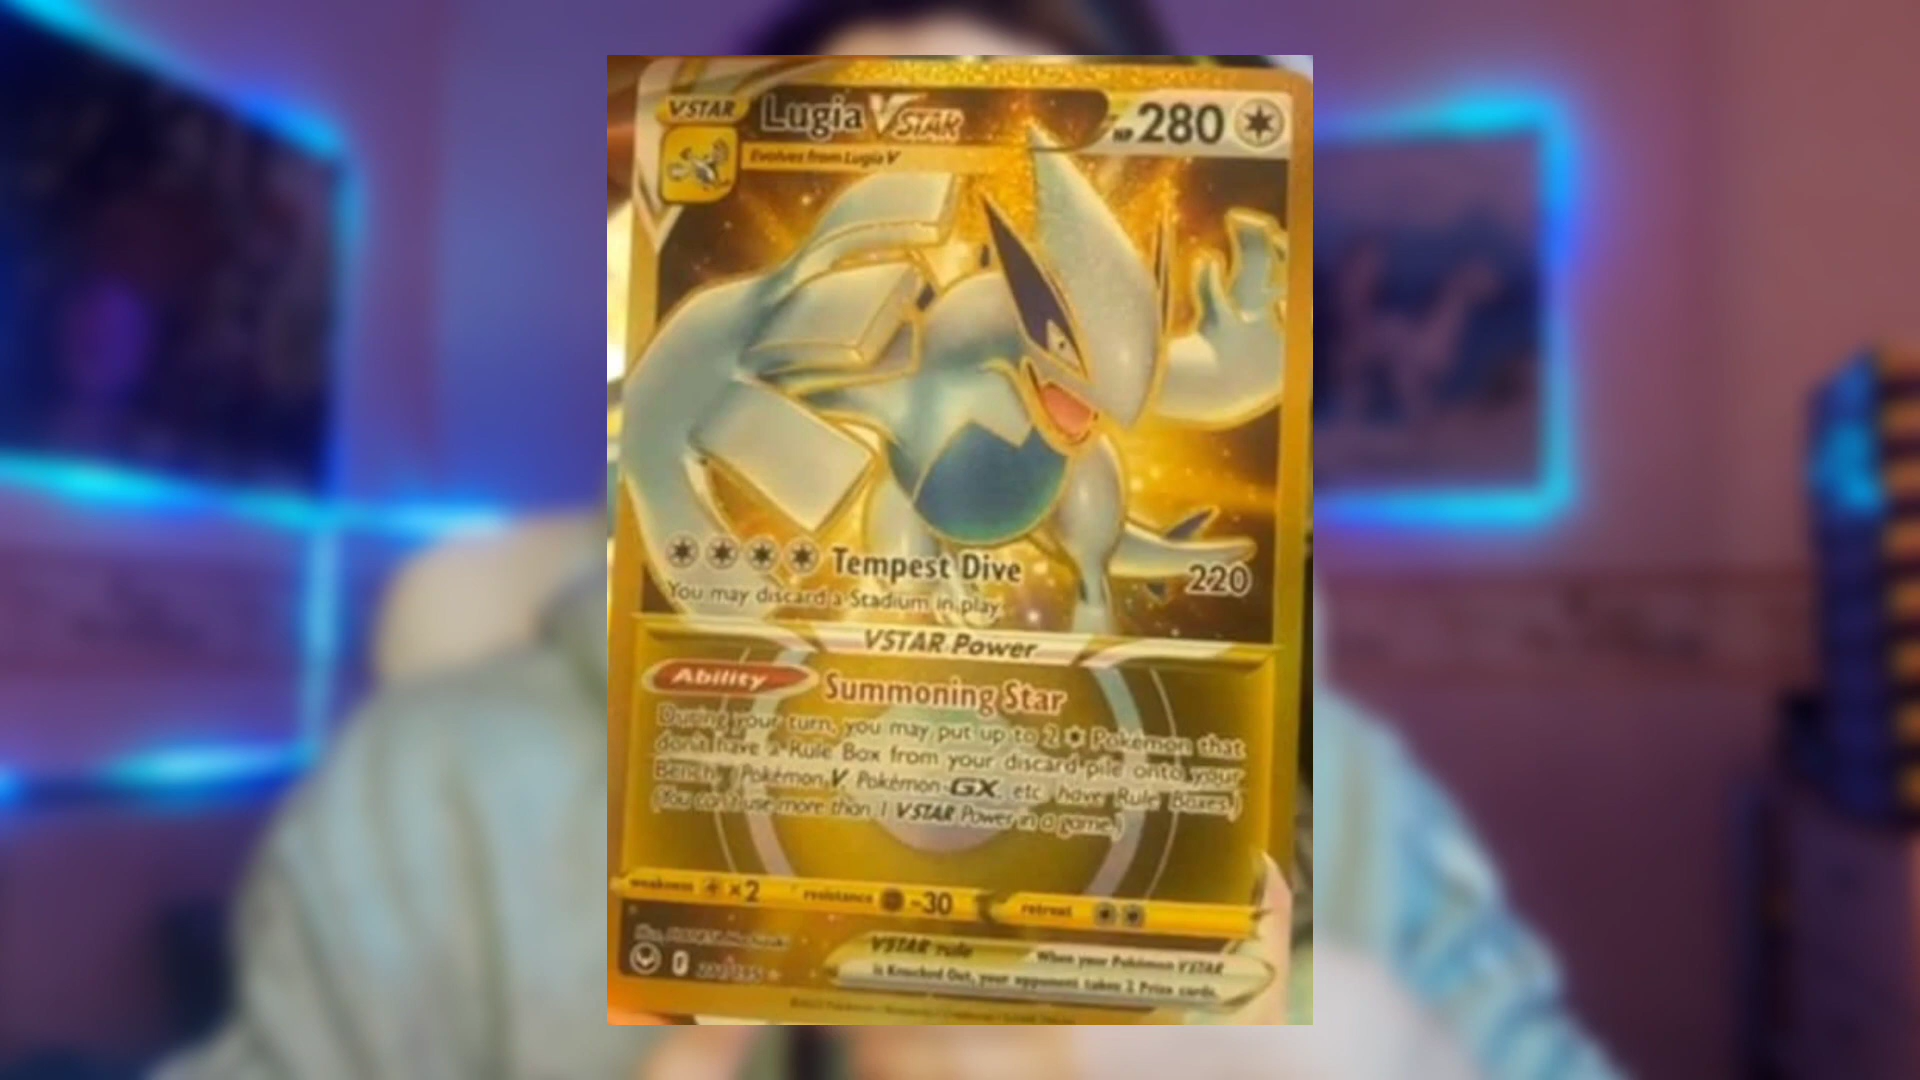 VSTAR Lugia VSTAR HP 280
Evolves from Lugia V
Tempest Dive 220
You may discard a Stadium in play.
VSTAR Power
Ability Summoning Star
During your turn, you may put up to 2 Pokémon that
don't have a Rule Box from your discard pile onto your
Bench. (Pokémon V, Pokémon-GX, etc. have Rule Boxes.)
(You can't use more than 1 VSTAR Power in a game.)
weakness ×2 resistance -30 retreat
VSTAR rule When your Pokémon VSTAR
is Knocked Out, your opponent takes 2 Prize cards.